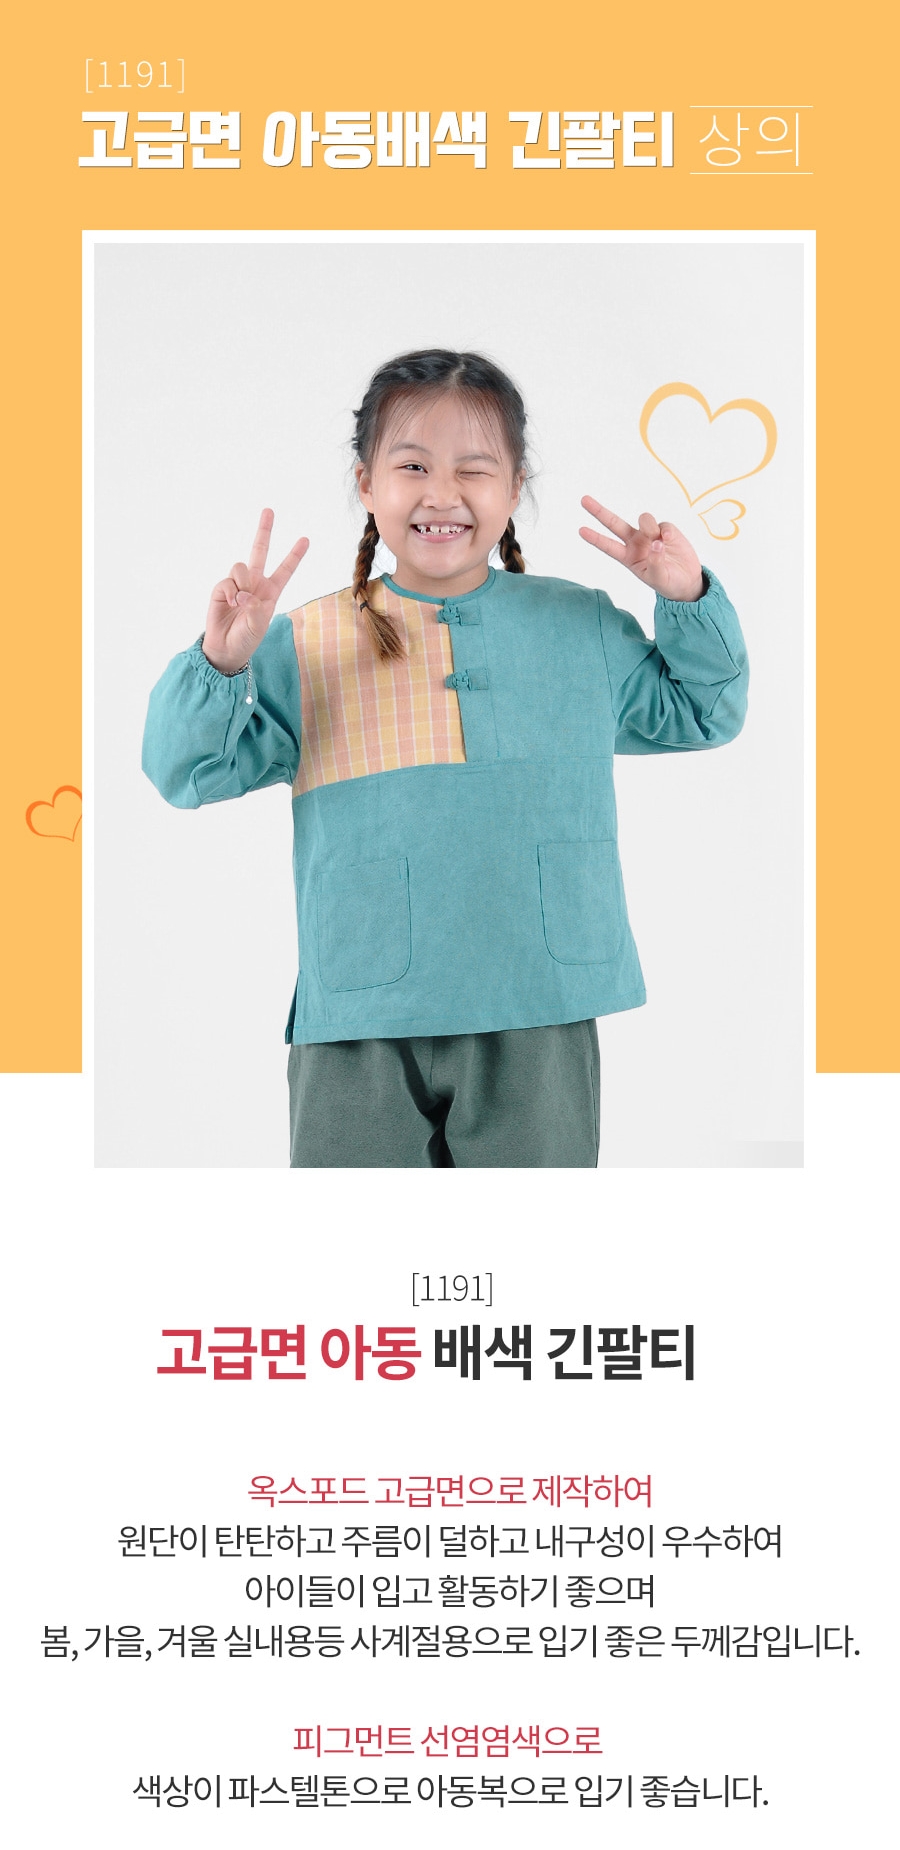 [1191]
고급면 아동배색 긴팔티 상의
[1191]
고급면 아동 배색 긴팔티
옥스포드 고급면으로 제작하여
원단이 탄탄하고 주름이 덜하고 내구성이 우수하여
아이들이 입고 활동하기 좋으며
봄, 가을, 겨울 실내용등 사계절용으로 입기 좋은 두께감입니다.
피그먼트 선염염색으로
색상이 파스텔톤으로 아동복으로 입기 좋습니다.